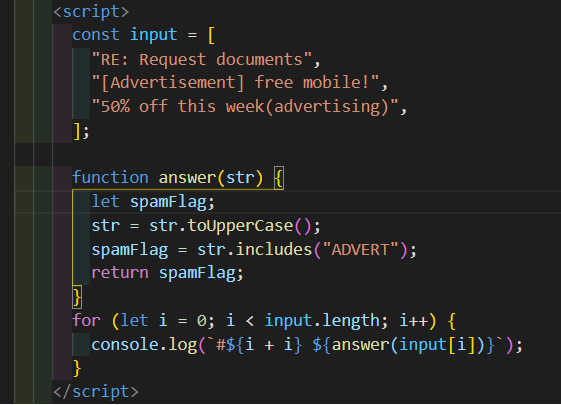 <script>
const input = [
"RE: Request documents",
"[Advertisement] free mobile!",
"50% off this week(advertising)",
];
function answer(str) {
let spamFlag;
str = str.toUpperCase();
spamFlag = str.includes("ADVERT");
return spamFlag;
}
for (let i = 0; i < input.length; i++) {
console.log(`#${i + i} ${answer(input[i])}`);
}
</script>